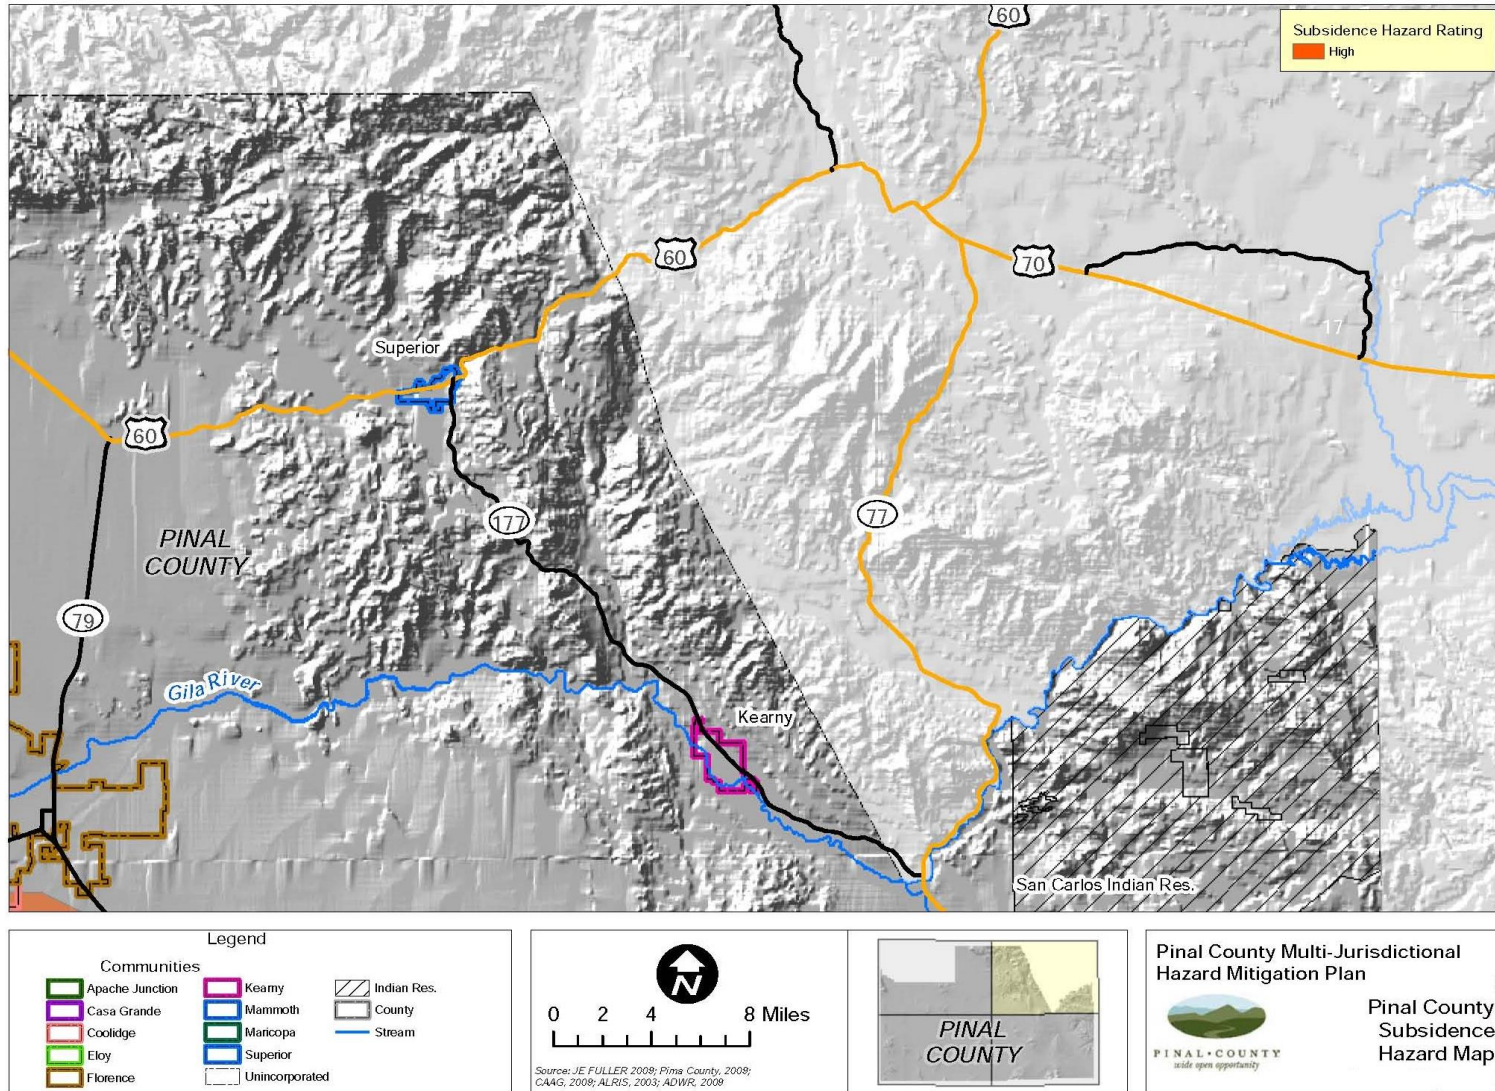 60
Subsidence Hazard Rating
High
60
70
17
Superior
60
177
77
PINAL
COUNTY
79
Gila River
Kearny
San Carlos Indian Res.
Legend
Communities
Apache Junction
Casa Grande
Coolidge
Eloy
Florence
Kearny
Mammoth
Maricopa
Superior
Unincorporated
Indian Res.
County
Stream
N
0 2 4 8 Miles
Source: JE FULLER 2009; Pima County, 2009;
CAAG, 2009; ALRIS, 2003; ADWR, 2009
PINAL
COUNTY
Pinal County Multi-Jurisdictional
Hazard Mitigation Plan
PINAL • COUNTY
wide open opportunity
Pinal County
Subsidence
Hazard Map